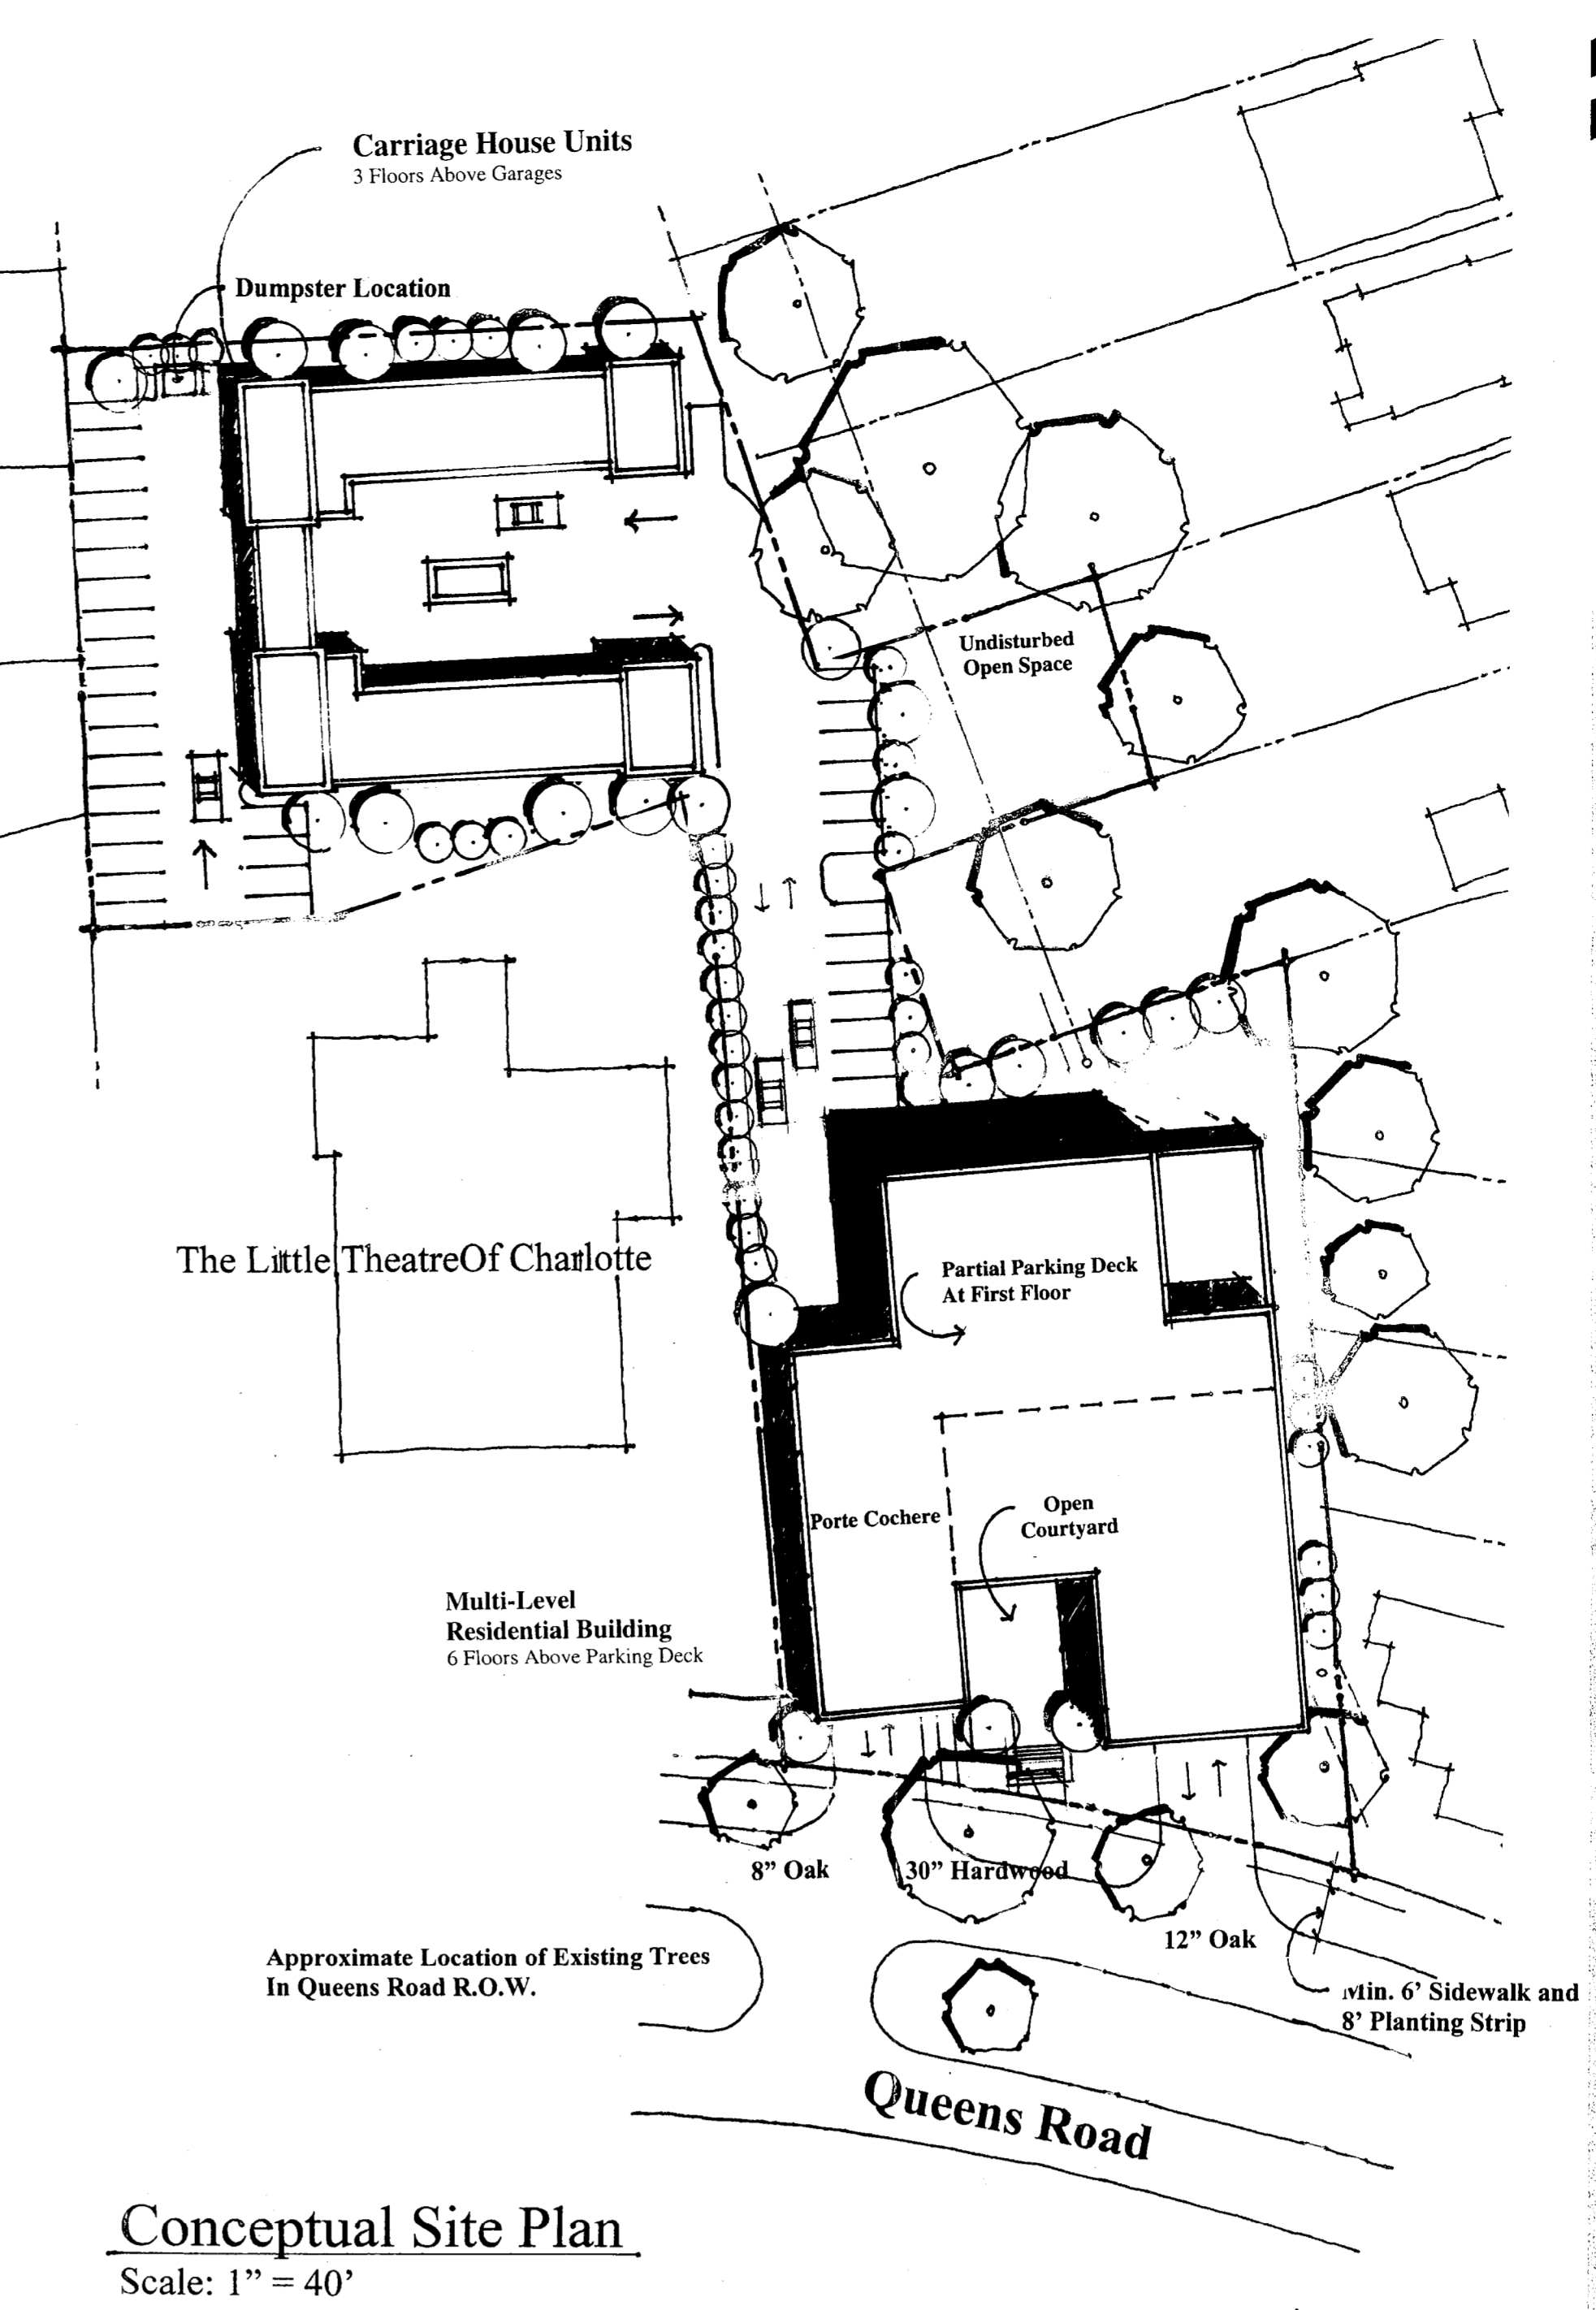 Carriage House Units
3 Floors Above Garages
Dumpster Location
Undisturbed
Open Space
The Little TheatreOf Charlotte
Partial Parking Deck
At First Floor
Porte Cochere
Open
Courtyard
Multi-Level
Residential Building
6 Floors Above Parking Deck
8” Oak
30” Hardwood
12” Oak
Approximate Location of Existing Trees
In Queens Road R.O.W.
Min. 6’ Sidewalk and
8’ Planting Strip
Queens Road
Conceptual Site Plan
Scale: 1” = 40’